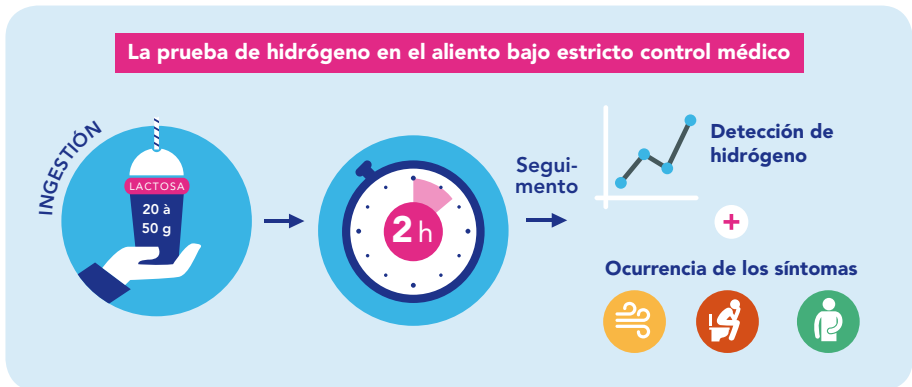 La prueba de hidrógeno en el aliento bajo estricto control médico
INGESTIÓN
LACTOSA
20 à
50 g
2 h
Segui-
mento
Detección de
hidrógeno
+
Ocurrencia de los síntomas